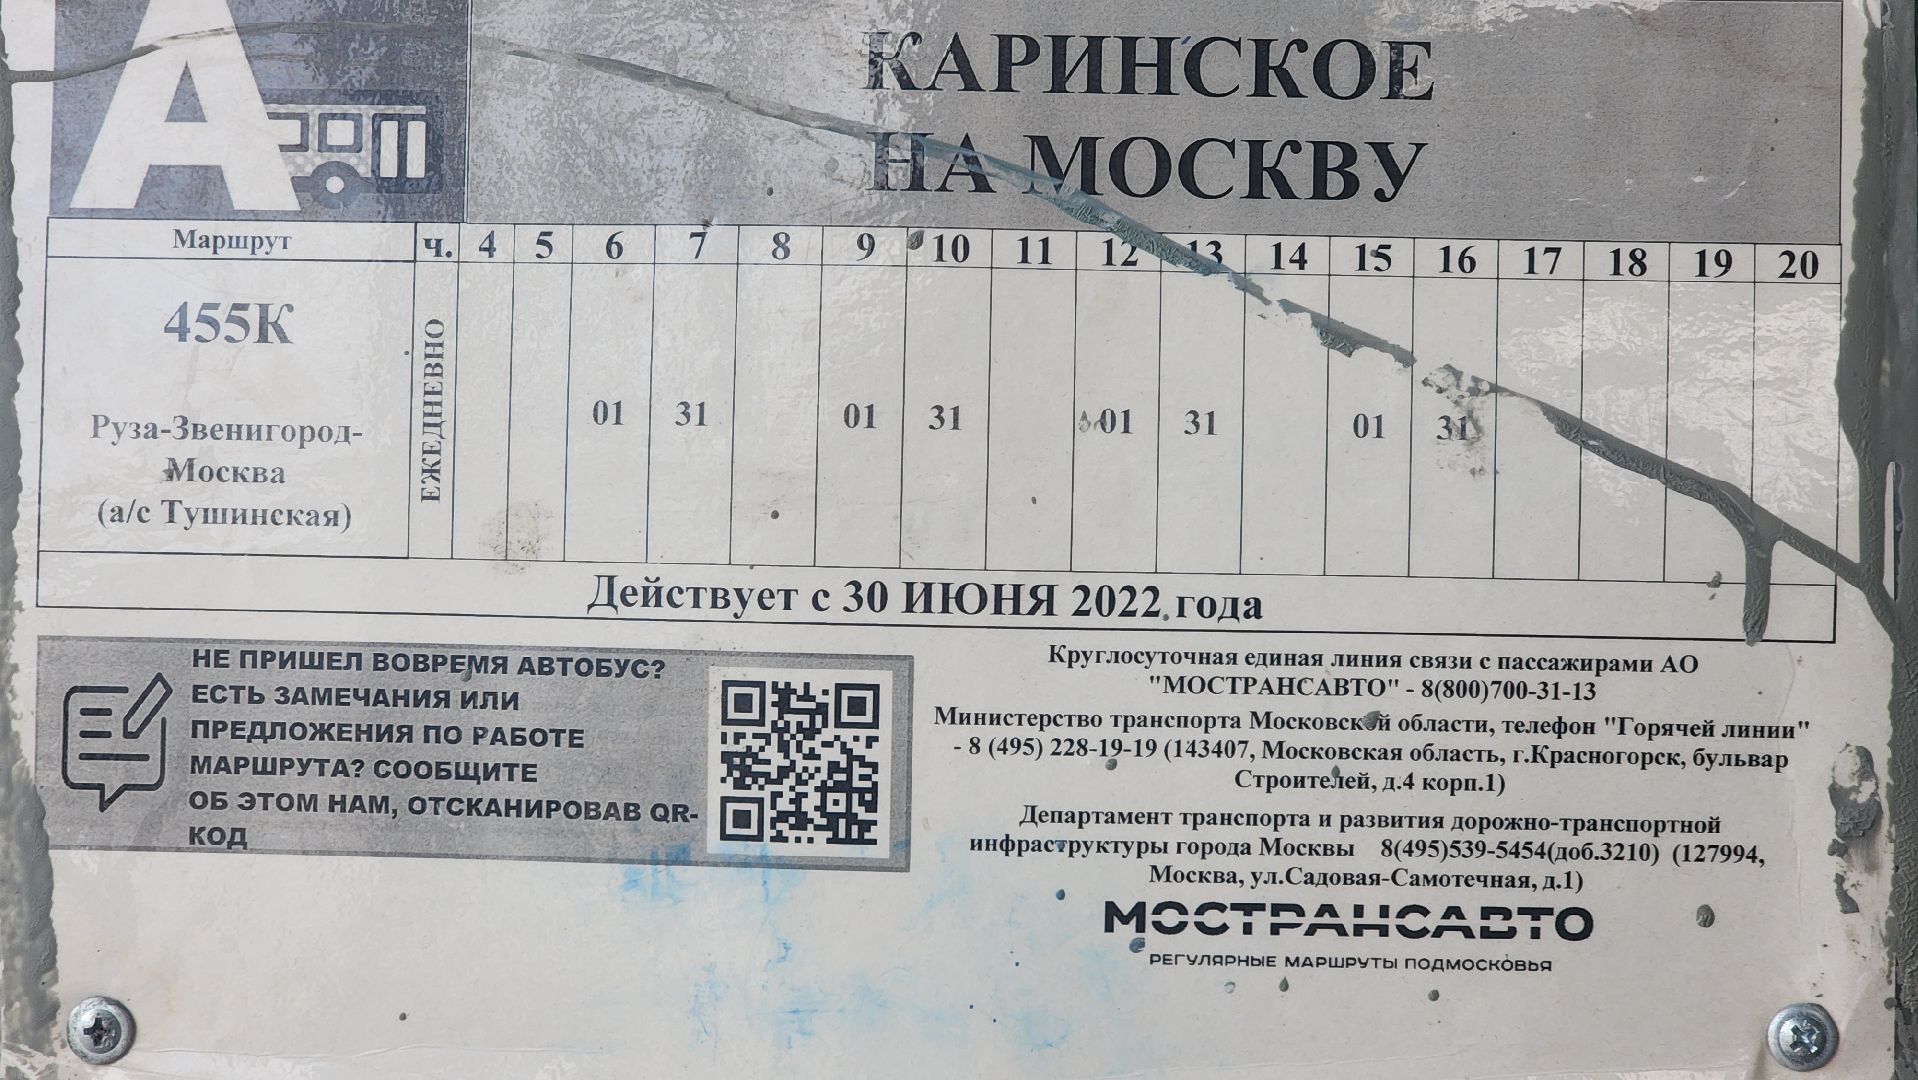 А
КАРИНСКОЕ
НА МОСКВУ
Маршрут ч. 4 5 6 7 8 9 10 11 12 13 14 15 16 17 18 19 20
455К
Руза-Звенигород-
Москва
(а/с Тушинская)
ЕЖЕДНЕВНО
01 31 01 31 01 31 01 31
Действует с 30 ИЮНЯ 2022 года
НЕ ПРИШЕЛ ВОВРЕМЯ АВТОБУС?
ЕСТЬ ЗАМЕЧАНИЯ ИЛИ
ПРЕДЛОЖЕНИЯ ПО РАБОТЕ
МАРШРУТА? СООБЩИТЕ
ОБ ЭТОМ НАМ, ОТСКАНИРОВАВ QR-
КОД
Круглосуточная единая линия связи с пассажирами АО
"МОСТРАНСАВТО" - 8(800)700-31-13
Министерство транспорта Московской области, телефон "Горячей линии"
- 8 (495) 228-19-19 (143407, Московская область, г.Красногорск, бульвар
Строителей, д.4 корп.1)
Департамент транспорта и развития дорожно-транспортной
инфраструктуры города Москвы 8(495)539-5454(доб.3210) (127994,
Москва, ул.Садовая-Самотечная, д.1)
МОСТРАНСАВТО
РЕГУЛЯРНЫЕ МАРШРУТЫ ПОДМОСКОВЬЯ